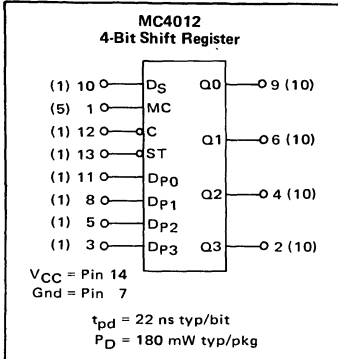 MC4012
4-Bit Shift Register
(1) 10 DS Q0 9 (10)
(5) 1 MC
(1) 12 C
(1) 13 ST Q1 6 (10)
(1) 11 DP0
(1) 8 DP1 Q2 4 (10)
(1) 5 DP2
(1) 3 DP3 Q3 2 (10)
VCC = Pin 14
Gnd = Pin 7
tpd = 22 ns typ/bit
PD = 180 mW typ/pkg